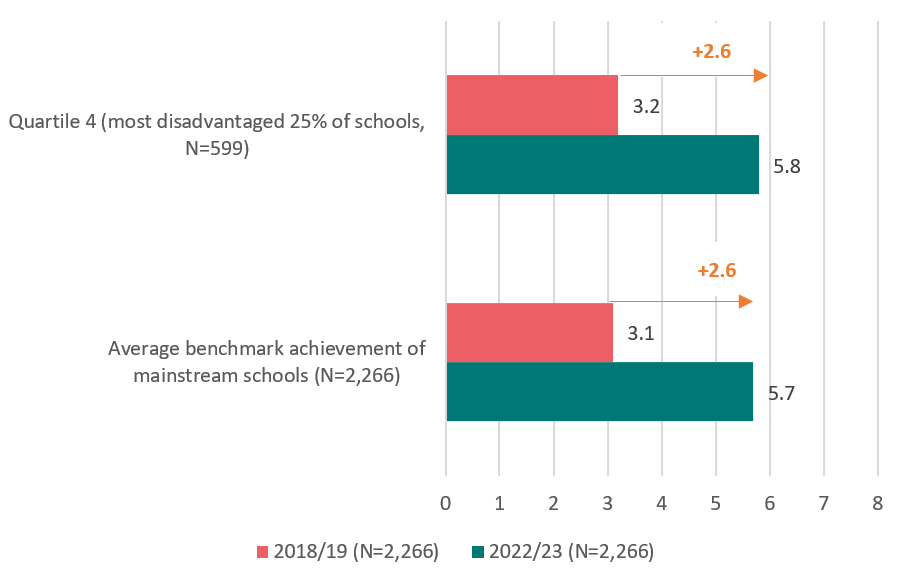 +2.6
Quartile 4 (most disadvantaged 25% of schools,
N=599)
3.2
5.8
+2.6
Average benchmark achievement of
mainstream schools (N=2,266)
3.1
5.7
0 1 2 3 4 5 6 7 8
2018/19 (N=2,266) 2022/23 (N=2,266)